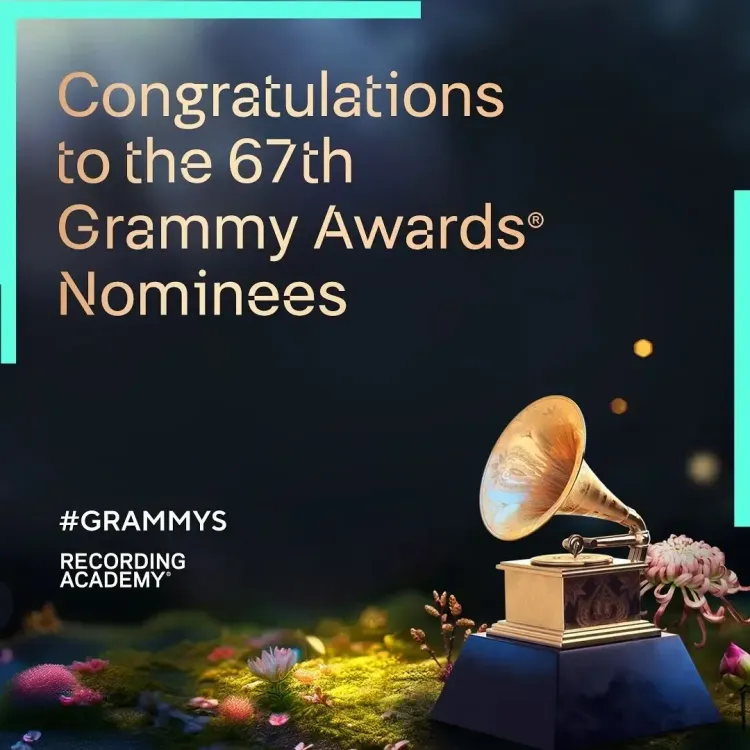 Congratulations
to the 67th
Grammy Awards®
Nominees
#GRAMMYS
RECORDING
ACADEMY®